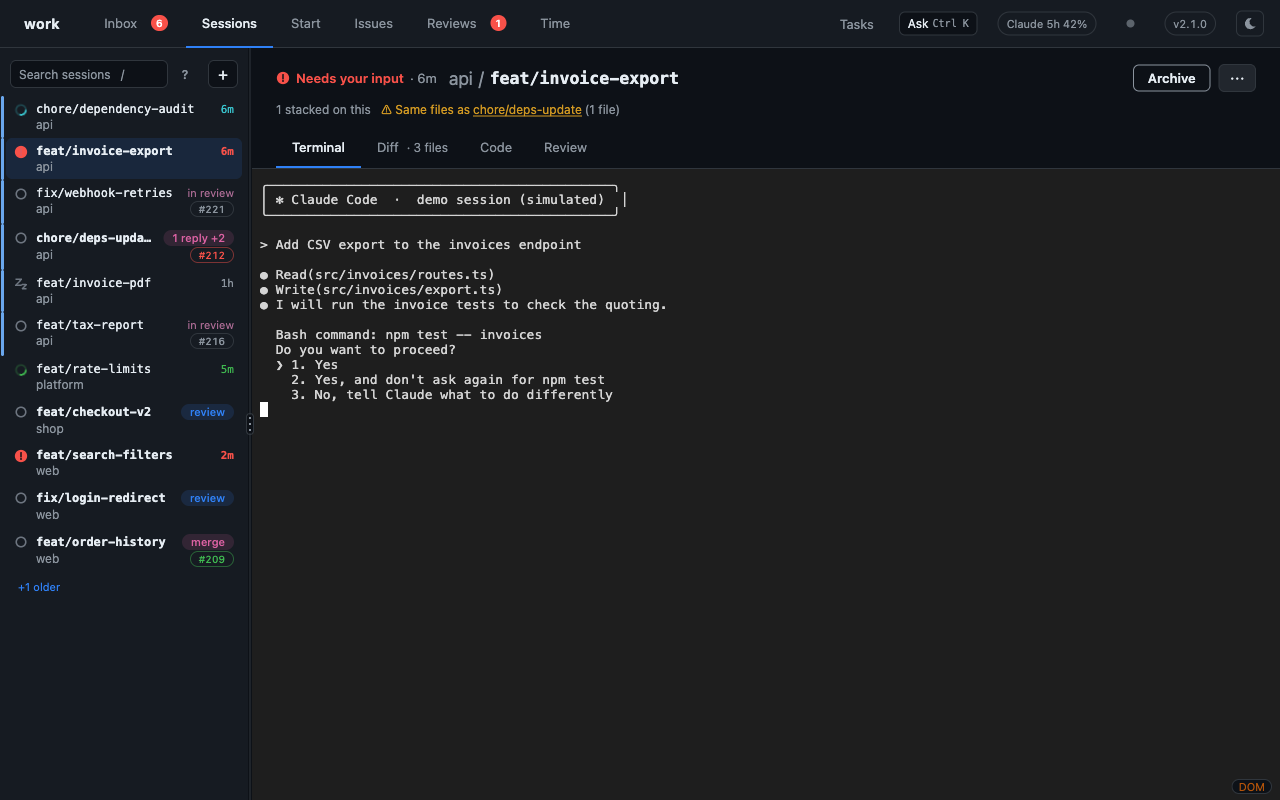 work
Inbox 6
Sessions
Start
Issues
Reviews 1
Time
Tasks
Ask Ctrl K
Claude 5h 42%
v2.1.0
Search sessions /
?
+
chore/dependency-audit 6m
api
feat/invoice-export 6m
api
fix/webhook-retries in review
api #221
chore/deps-upda… 1 reply +2
api #212
feat/invoice-pdf 1h
api
feat/tax-report in review
api #216
feat/rate-limits 5m
platform
feat/checkout-v2 review
shop
feat/search-filters 2m
web
fix/login-redirect review
web
feat/order-history merge
web #209
+1 older
Needs your input · 6m api / feat/invoice-export
Archive
···
1 stacked on this ⚠ Same files as chore/deps-update (1 file)
Terminal
Diff · 3 files
Code
Review
✻ Claude Code · demo session (simulated)
> Add CSV export to the invoices endpoint
● Read(src/invoices/routes.ts)
● Write(src/invoices/export.ts)
● I will run the invoice tests to check the quoting.
Bash command: npm test -- invoices
Do you want to proceed?
❯ 1. Yes
2. Yes, and don't ask again for npm test
3. No, tell Claude what to do differently
DOM